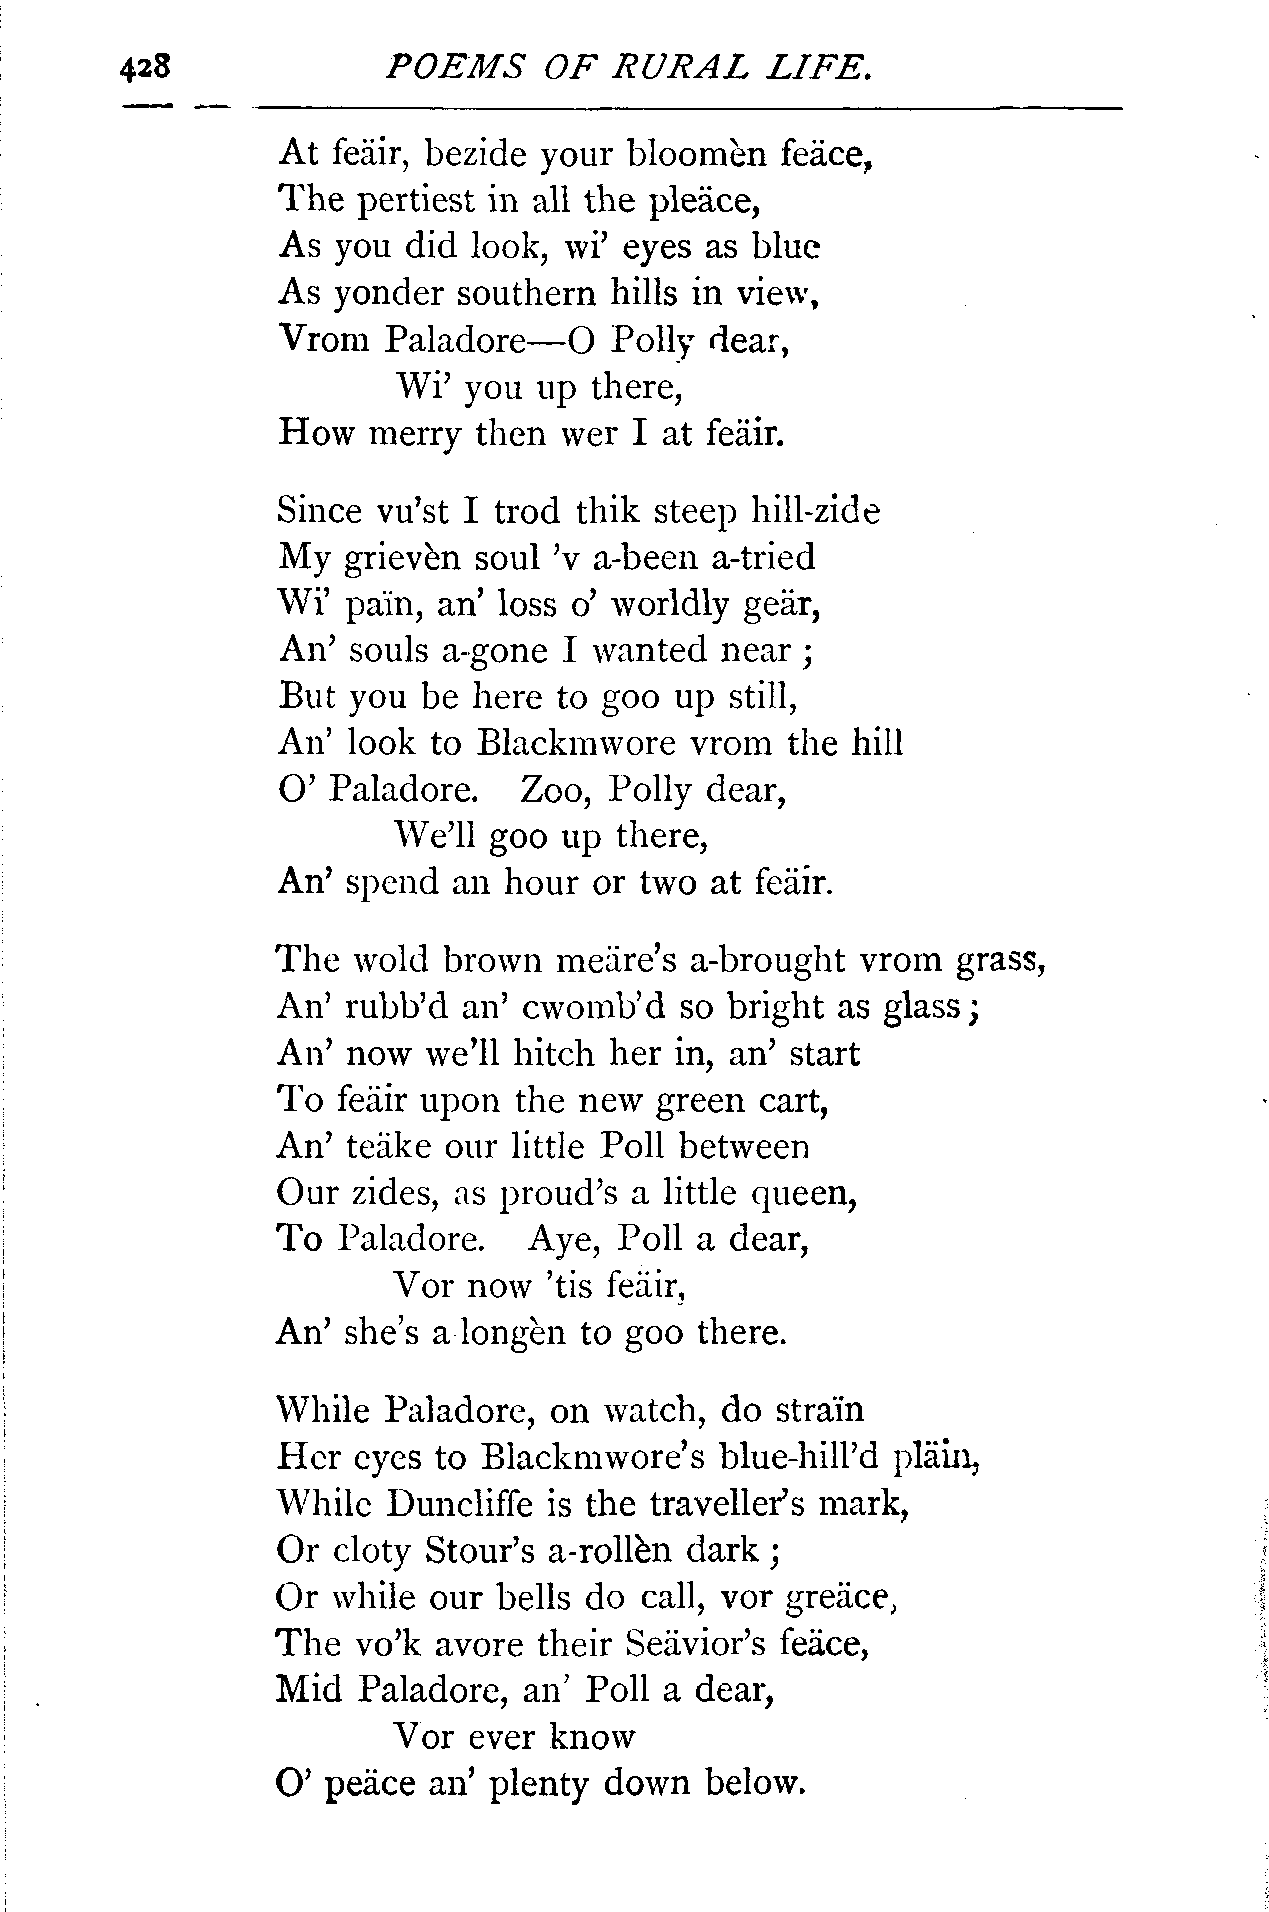 428 POEMS OF RURAL LIFE.
At feäir, bezide your bloomèn feäce,
The pertiest in all the pleäce,
As you did look, wi’ eyes as blue
As yonder southern hills in view,
Vrom Paladore—O Polly dear,
Wi’ you up there,
How merry then wer I at feäir.
Since vu'st I trod thik steep hill-zide
My grievèn soul ’v a-been a-tried
Wi’ païn, an’ loss o’ worldly geär,
An’ souls a-gone I wanted near ;
But you be here to goo up still,
An’ look to Blackmwore vrom the hill
O’ Paladore. Zoo, Polly dear,
We’ll goo up there,
An’ spend an hour or two at feäir.
The wold brown meäre’s a-brought vrom grass,
An’ rubb’d an’ cwomb’d so bright as glass ;
An’ now we’ll hitch her in, an’ start
To feäir upon the new green cart,
An’ teäke our little Poll between
Our zides, as proud’s a little queen,
To Paladore. Aye, Poll a dear,
Vor now ’tis feäir,
An’ she’s a longèn to goo there.
While Paladore, on watch, do straïn
Her eyes to Blackmwore’s blue-hill’d pläin,
While Duncliffe is the traveller’s mark,
Or cloty Stour’s a-rollèn dark ;
Or while our bells do call, vor greäce,
The vo’k avore their Seävior’s feäce,
Mid Paladore, an’ Poll a dear,
Vor ever know
O’ peäce an’ plenty down below.